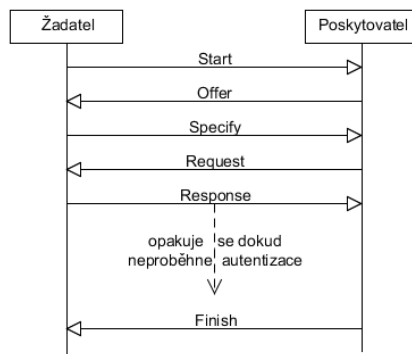 Žadatel
Poskytovatel
Start
Offer
Specify
Request
Response
opakuje se dokud
neproběhne autentizace
Finish